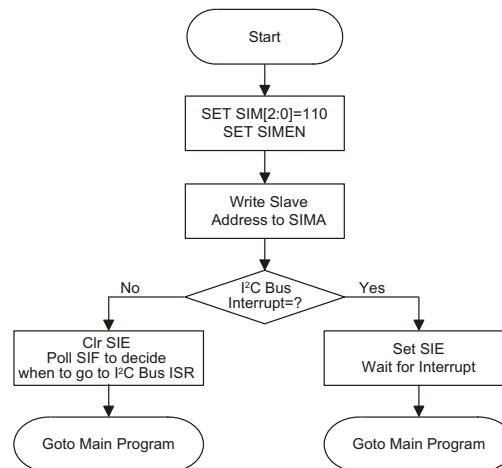 Start
SET SIM[2:0]=110
SET SIMEN
Write Slave
Address to SIMA
I²C Bus
Interrupt=?
No
Yes
Clr SIE
Poll SIF to decide
when to go to I²C Bus ISR
Set SIE
Wait for Interrupt
Goto Main Program
Goto Main Program